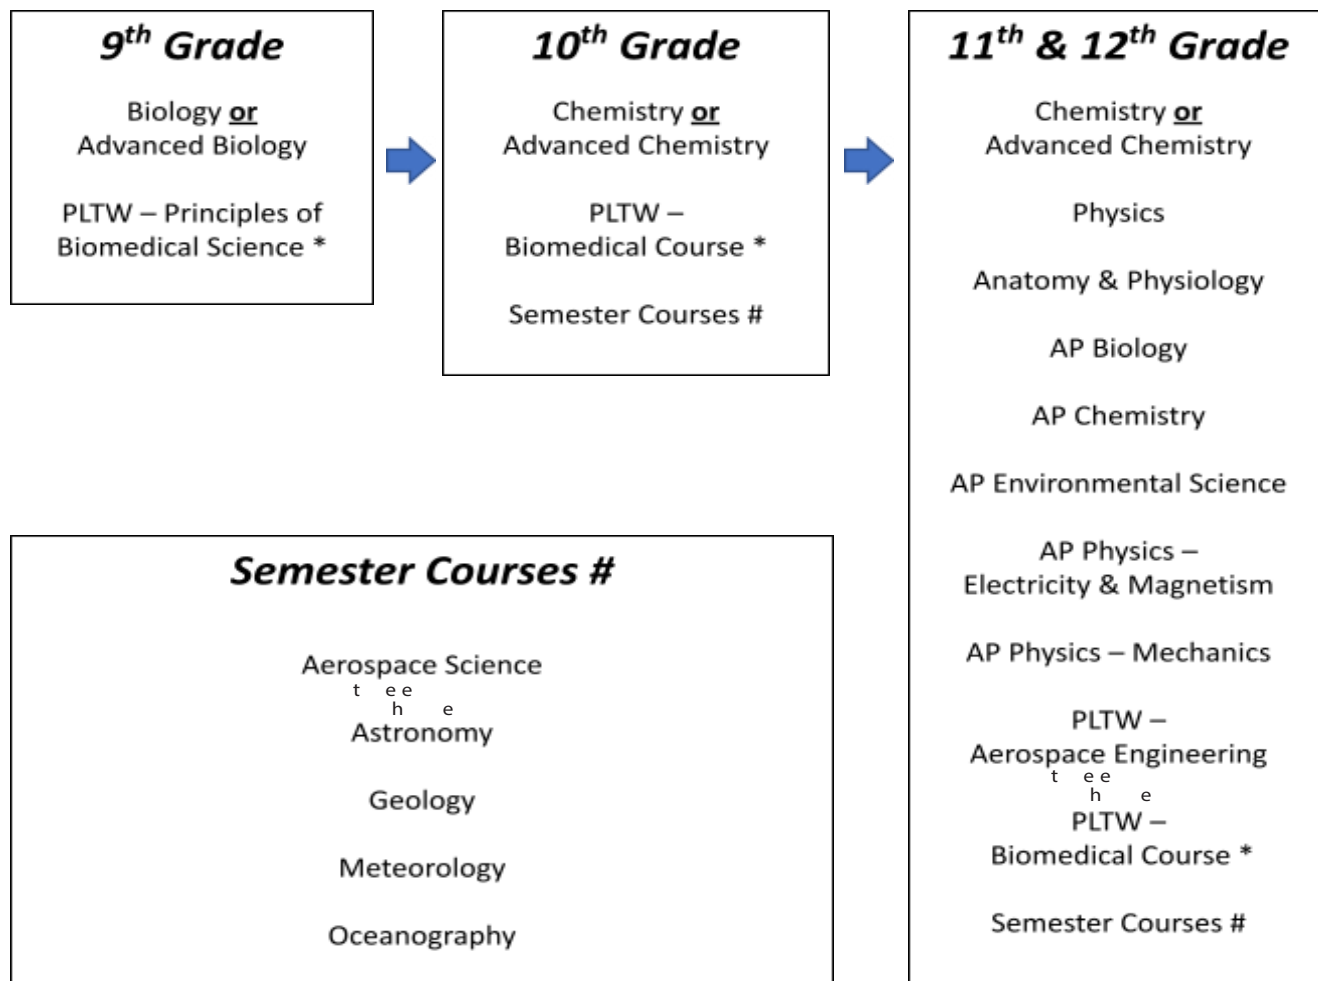 9th Grade
Biology or
Advanced Biology
PLTW – Principles of
Biomedical Science *
10th Grade
Chemistry or
Advanced Chemistry
PLTW –
Biomedical Course *
Semester Courses #
11th & 12th Grade
Chemistry or
Advanced Chemistry
Physics
Anatomy & Physiology
AP Biology
AP Chemistry
AP Environmental Science
AP Physics –
Electricity & Magnetism
AP Physics – Mechanics
PLTW –
Aerospace Engineering
t ee
h e
PLTW –
Biomedical Course *
Semester Courses #
Semester Courses #
Aerospace Science
t ee
h e
Astronomy
Geology
Meteorology
Oceanography